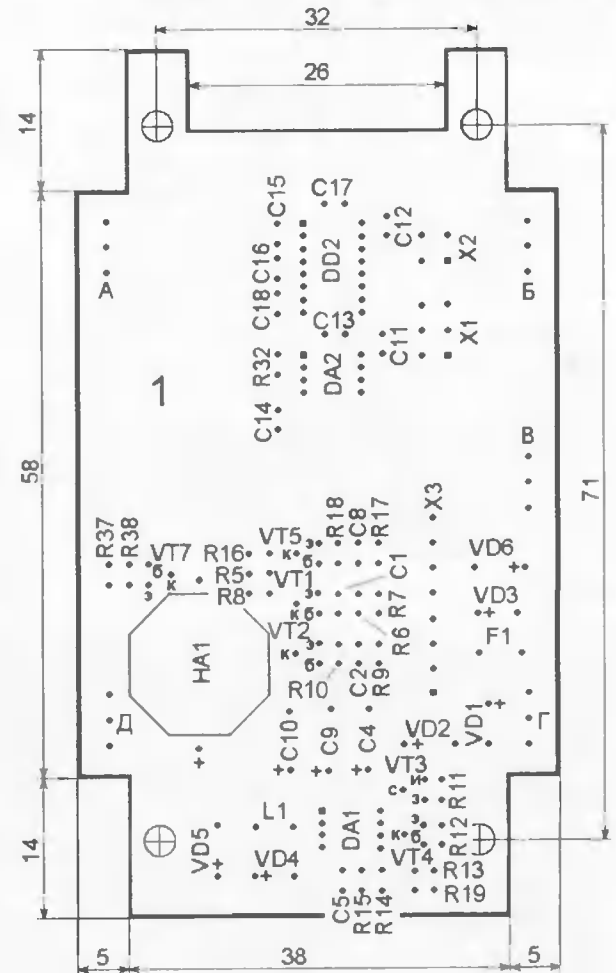 32
26
14
C15
C17
C12
X2
DD2
C16
А
Б
C18
C13
X1
C11
DA2
R32
1
C14
58
71
В
X3
R18
C8
R17
R37
R38
VT7
б
з
к
R16
R5
R8
VT5
к
з
б
VT1
к
б
VT2
к
з
б
C1
R7
R6
R10
C2
R9
VD6
+
VD3
+
F1
HA1
Д
+
C10
+
C9
+
C4
+
VD2
+
VD1
+
Г
VT3
и
с
з
R11
L1
VD5
+
VD4
+
DA1
к
э
б
R12
VT4
R13
R19
C5
R15
R14
14
5
38
5